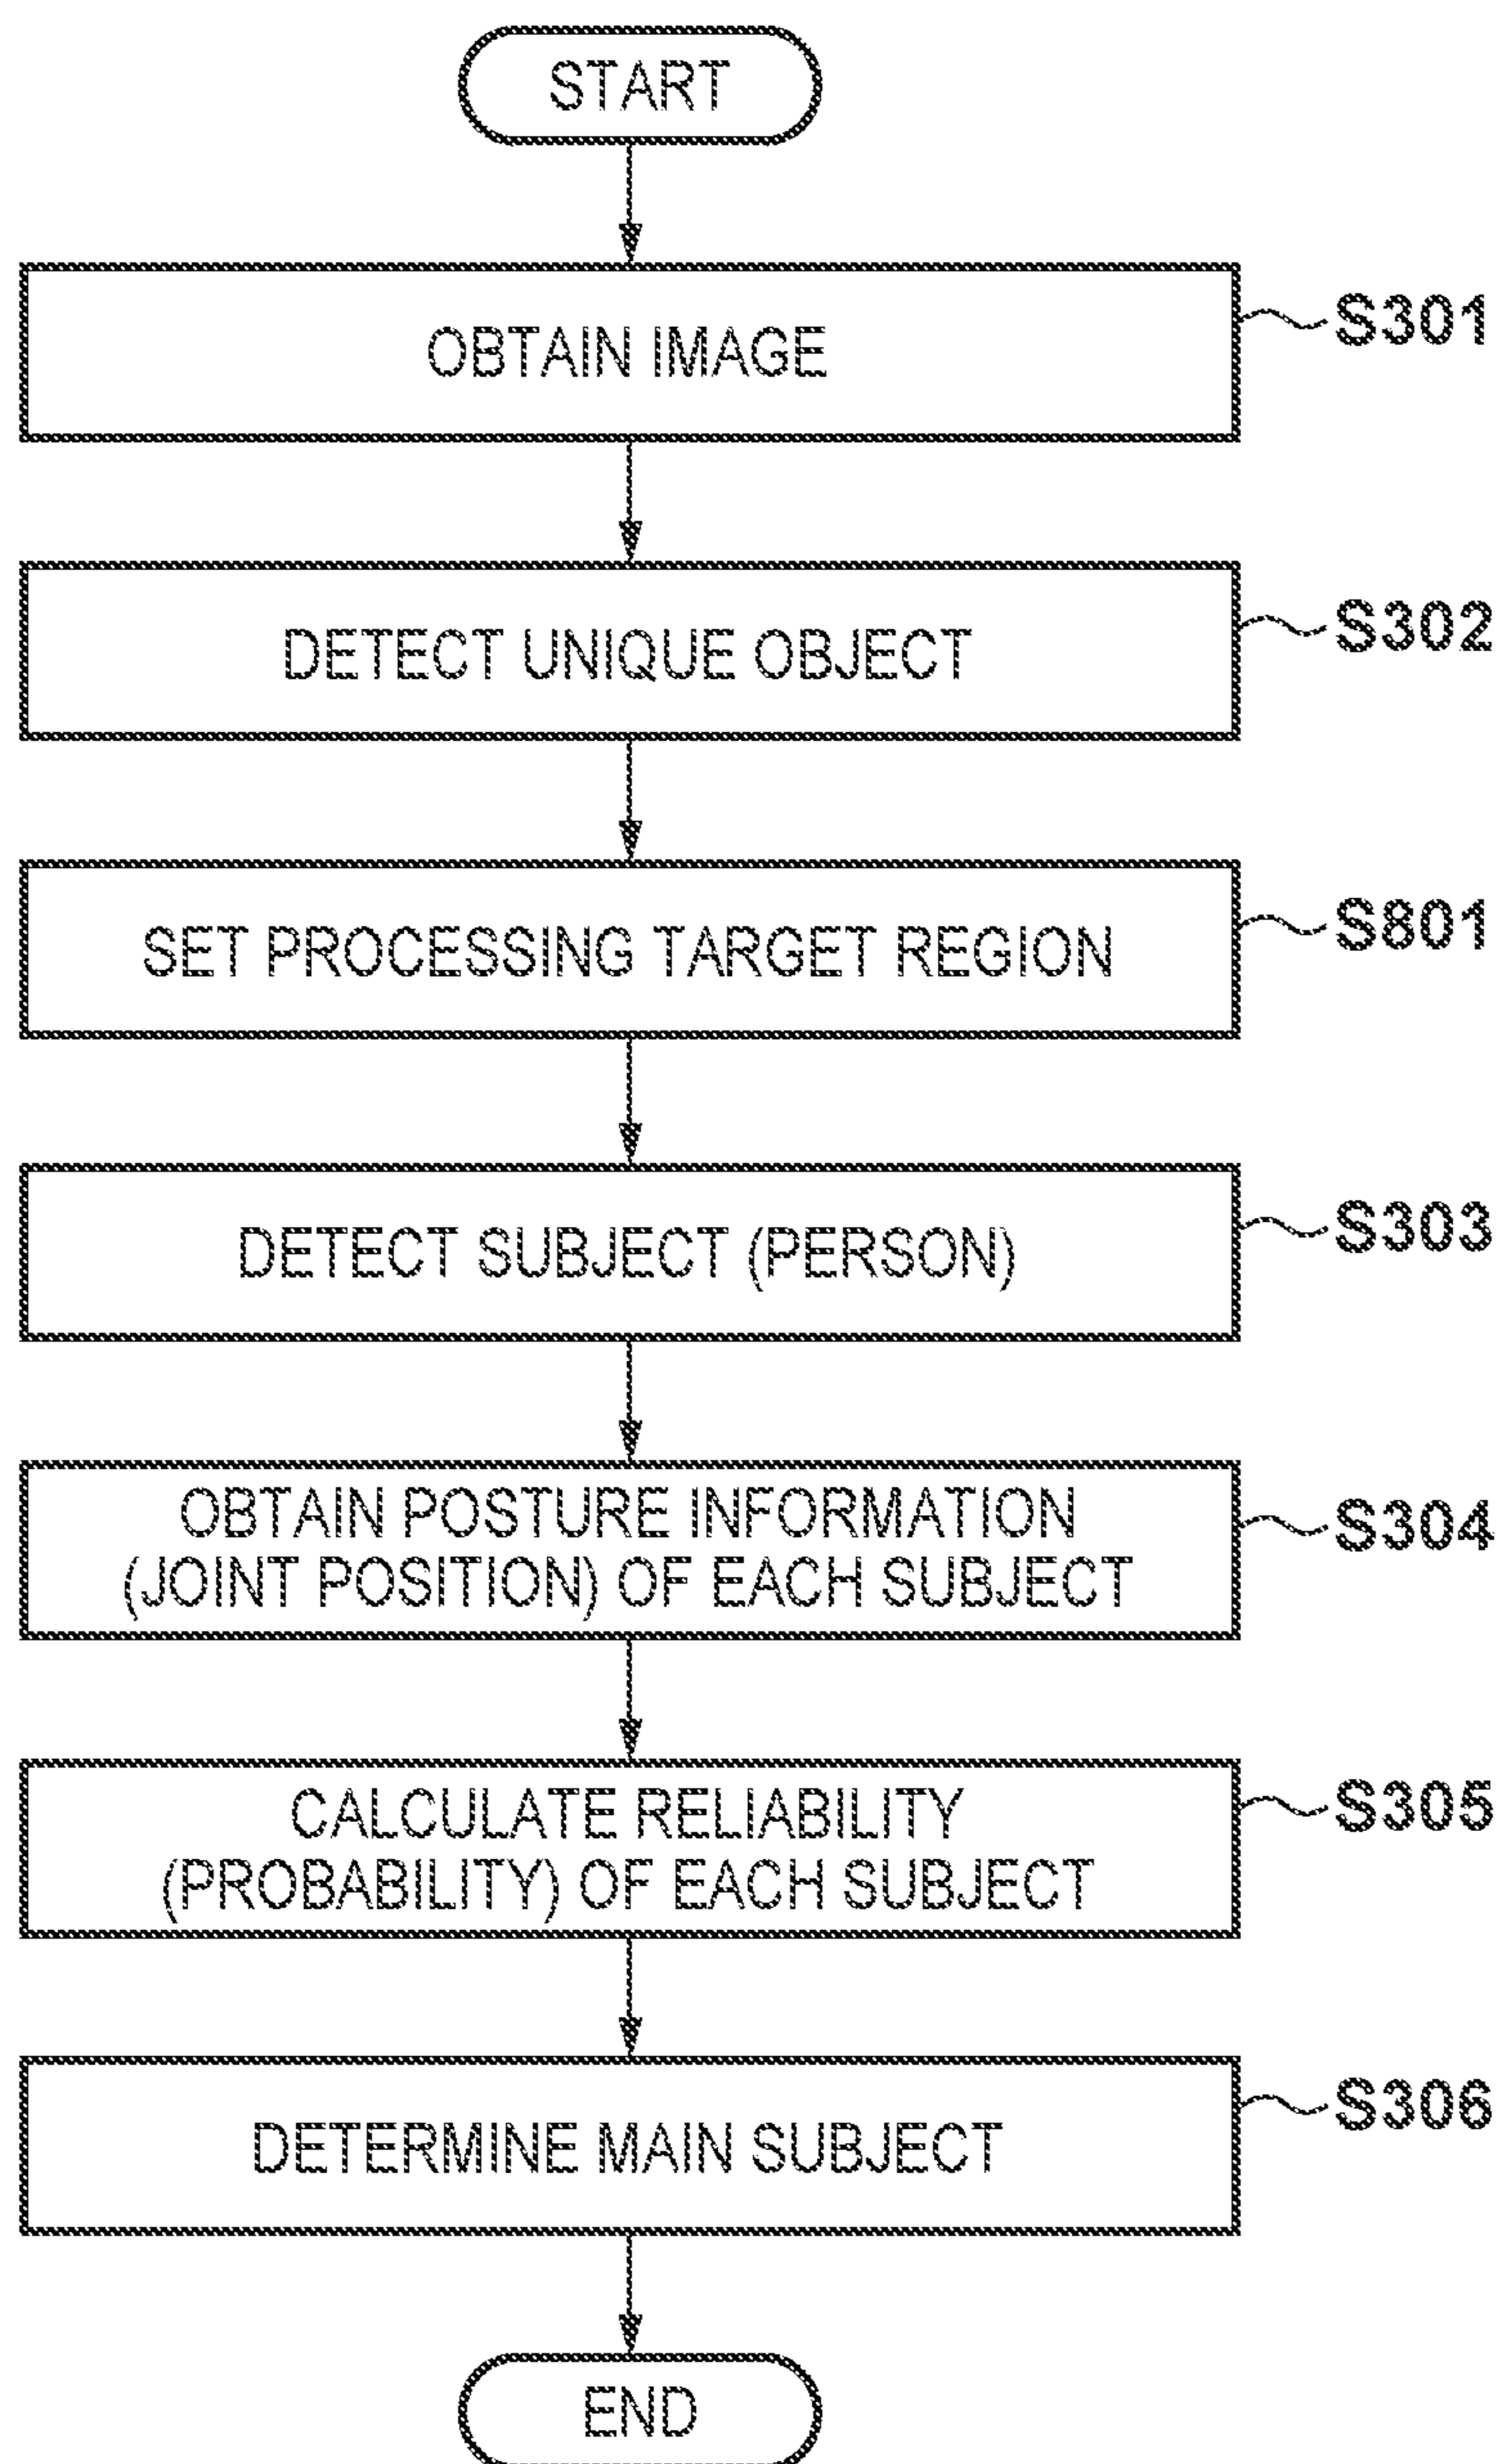 START
OBTAIN IMAGE
S301
DETECT UNIQUE OBJECT
S302
SET PROCESSING TARGET REGION
S801
DETECT SUBJECT (PERSON)
S303
OBTAIN POSTURE INFORMATION
(JOINT POSITION) OF EACH SUBJECT
S304
CALCULATE RELIABILITY
(PROBABILITY) OF EACH SUBJECT
S305
DETERMINE MAIN SUBJECT
S306
END